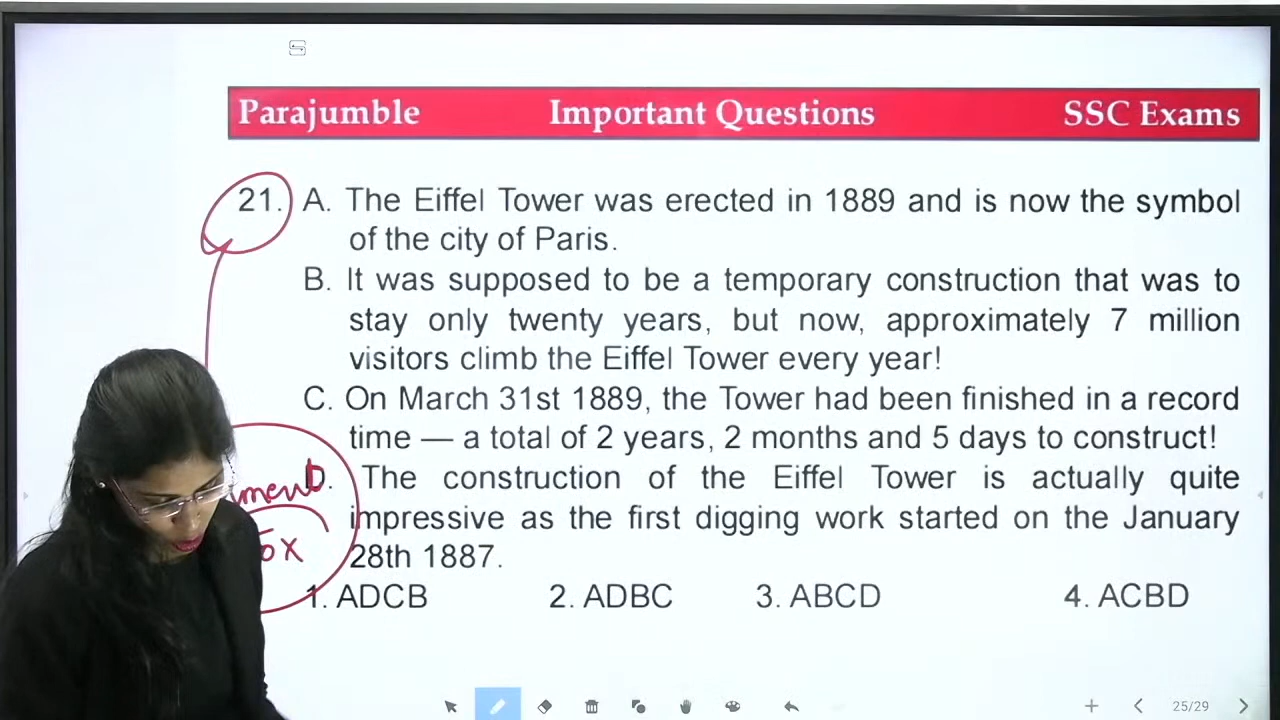 Parajumble Important Questions SSC Exams
21. A. The Eiffel Tower was erected in 1889 and is now the symbol
of the city of Paris.
B. It was supposed to be a temporary construction that was to
stay only twenty years, but now, approximately 7 million
visitors climb the Eiffel Tower every year!
C. On March 31st 1889, the Tower had been finished in a record
time — a total of 2 years, 2 months and 5 days to construct!
D. The construction of the Eiffel Tower is actually quite
impressive as the first digging work started on the January
28th 1887.
1. ADCB 2. ADBC 3. ABCD 4. ACBD
25/29